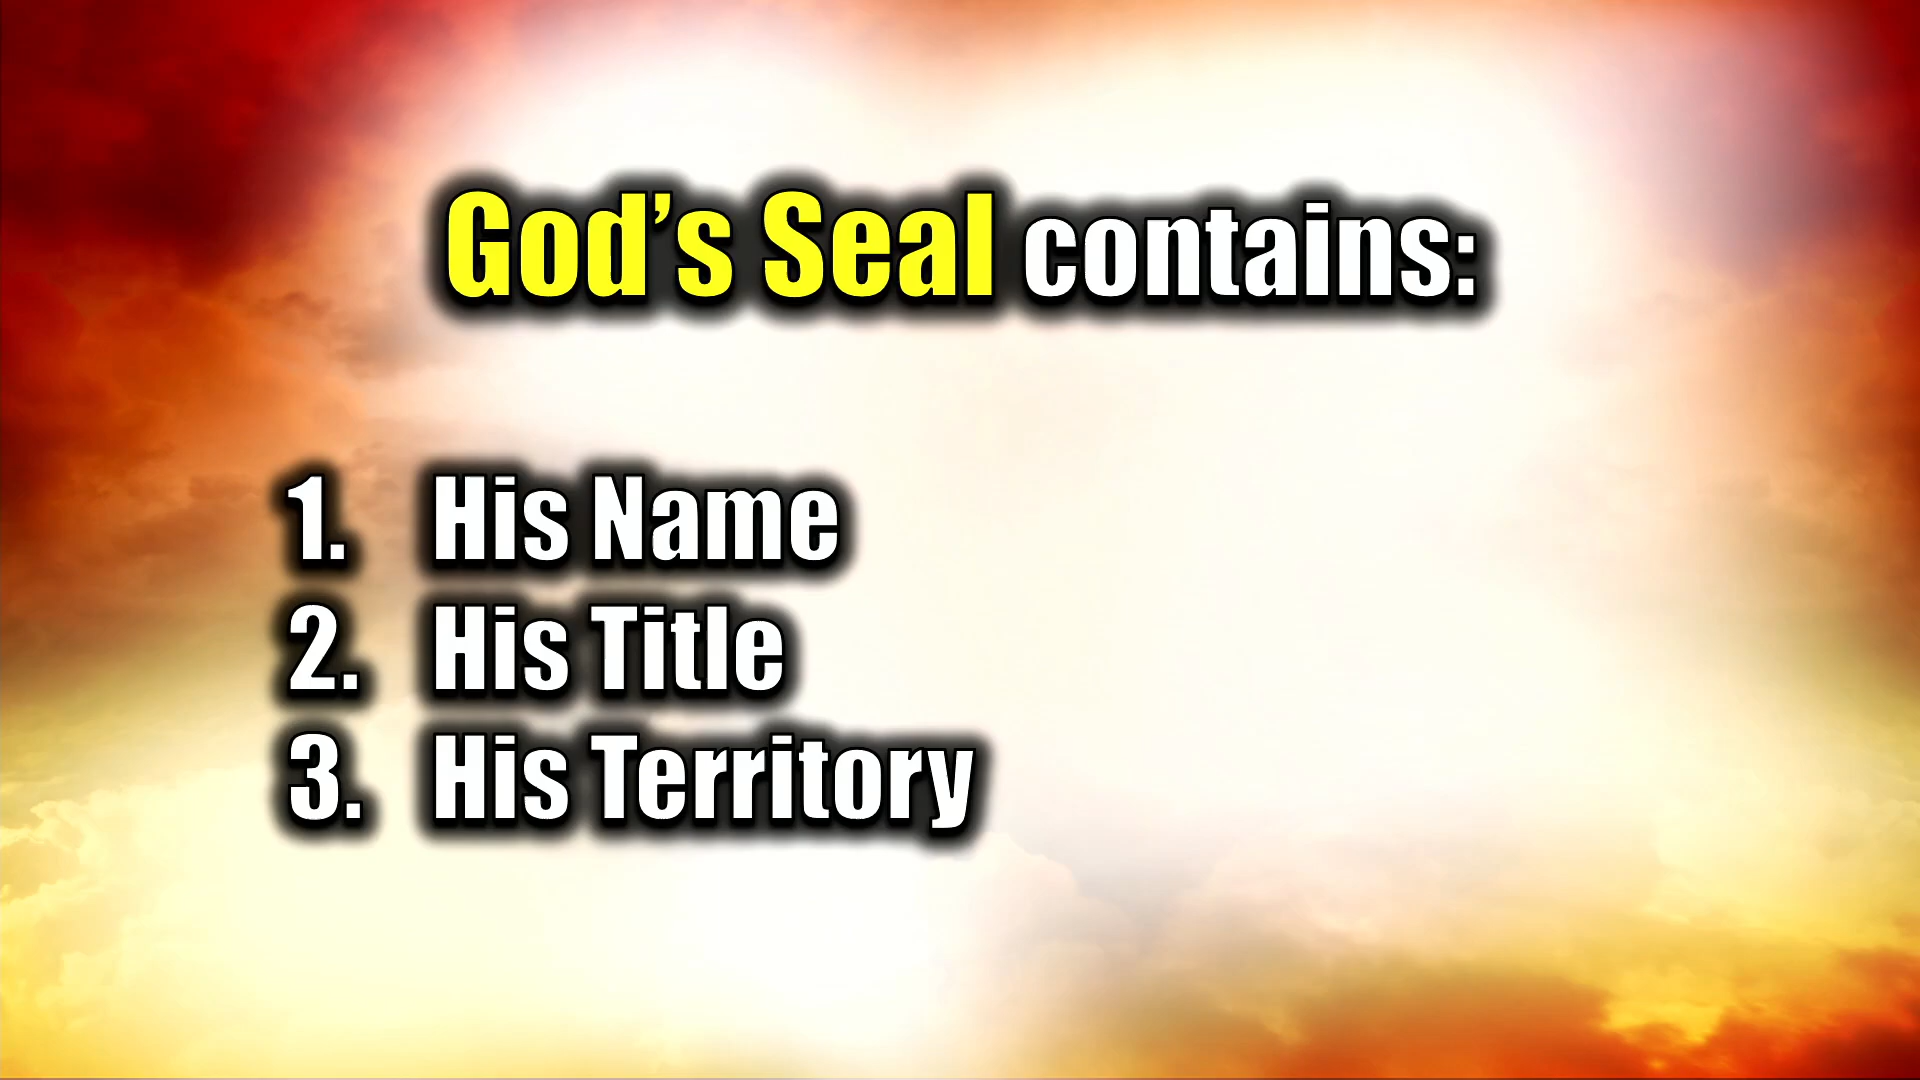 God’s Seal contains:
1. His Name
2. His Title
3. His Territory